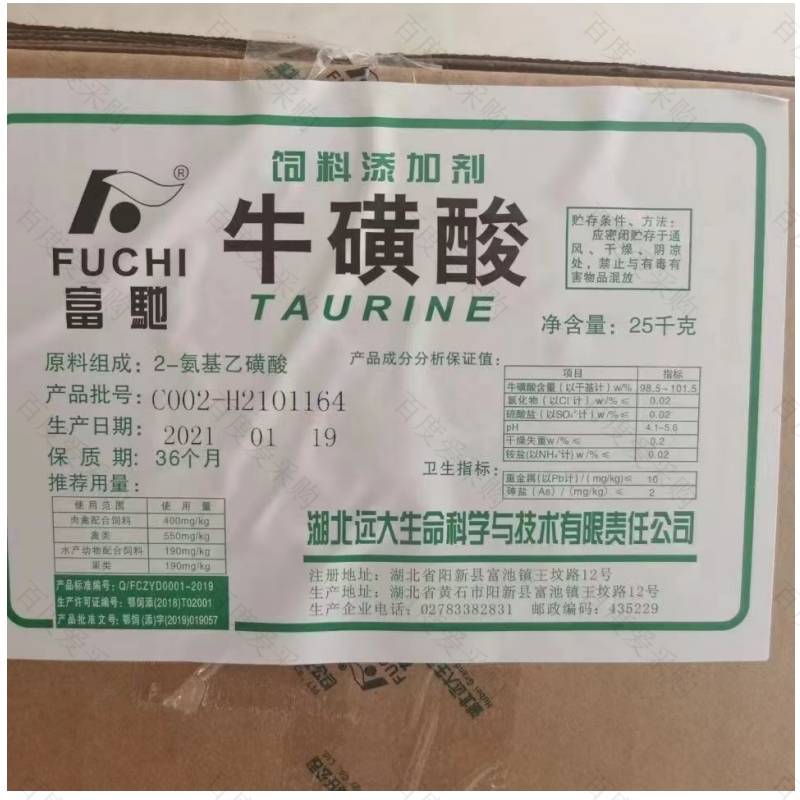 饲料添加剂
®
FUCHI
富馳
牛磺酸
TAURINE
贮存条件、方法：
应密闭贮存于通
风、干燥、阴凉
处，禁止与有毒有
害物品混放
净含量：25千克
原料组成：2-氨基乙磺酸
产品批号：C002-H2101164
生产日期：2021 01 19
保 质 期：36个月
推荐用量：
使用范围 使用量
肉禽配合饲料 400mg/kg
禽类 550mg/kg
水产动物配合饲料 190mg/kg
190mg/kg
产品标准编号：Q/FCZYD0001-2019
生产许可证编号：鄂饲添(2018)T02001
产品批准文号：鄂饲(添)字(2019)019057
产品成分分析保证值：
项目 指标
牛磺酸含量（以干基计）w/% 98.5~101.5
氯化物（以Cl⁻计）w/%≤ 0.02
硫酸盐（以SO₄²⁻计）w/%≤ 0.02
pH 4.1-5.6
干燥失重w/%≤ 0.2
铵盐(以NH₄⁺计)w/%≤ 0.02
卫生指标：
重金属(以Pb计)/(mg/kg)≤ 10
砷盐（As）/(mg/kg)≤ 2
湖北远大生命科学与技术有限责任公司
注册地址：湖北省阳新县富池镇王坟路12号
生产地址：湖北省黄石市阳新县富池镇王坟路12号
生产企业电话：02783382831 邮政编码：435229
FUCHI
百度爱采购